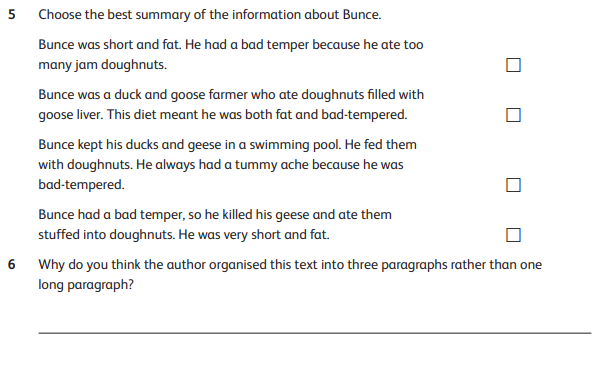 5 Choose the best summary of the information about Bunce.
Bunce was short and fat. He had a bad temper because he ate too
many jam doughnuts.
Bunce was a duck and goose farmer who ate doughnuts filled with
goose liver. This diet meant he was both fat and bad-tempered.
Bunce kept his ducks and geese in a swimming pool. He fed them
with doughnuts. He always had a tummy ache because he was
bad-tempered.
Bunce had a bad temper, so he killed his geese and ate them
stuffed into doughnuts. He was very short and fat.
6 Why do you think the author organised this text into three paragraphs rather than one
long paragraph?